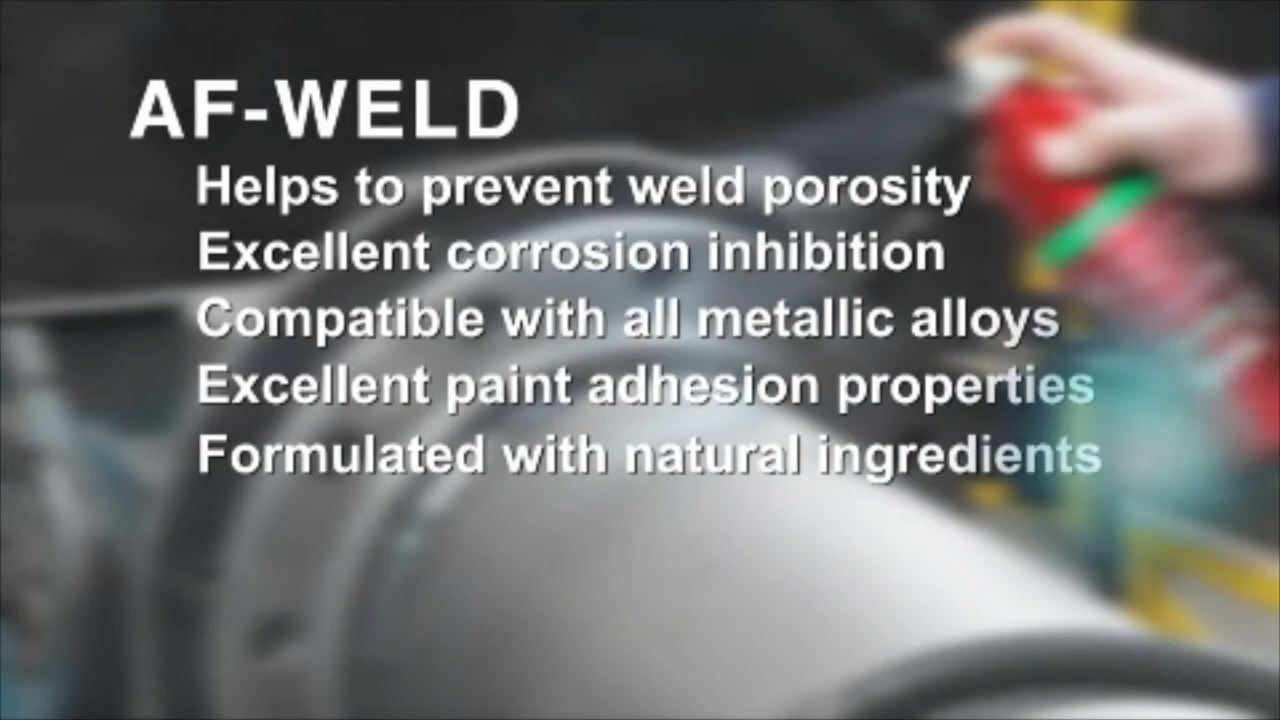 AF-WELD
Helps to prevent weld porosity
Excellent corrosion inhibition
Compatible with all metallic alloys
Excellent paint adhesion properties
Formulated with natural ingredients